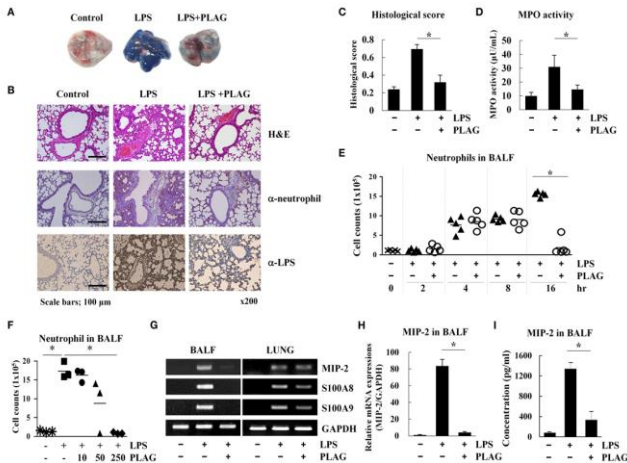 A
Control LPS LPS+PLAG
B
Control LPS LPS +PLAG
H&E
α-neutrophil
α-LPS
Scale bars; 100 μm x200
C
Histological score
Histological score
0.8
0.6
0.4
0.2
- + + LPS
- - + PLAG
D
MPO activity
MPO activity (μU/mL)
50
40
30
20
10
0
*
- + + LPS
- - + PLAG
E
Neutrophils in BALF
Cell counts (1x10⁵)
20
15
10
5
0
*
- + + + + + + + + LPS
- - + - + - + - + PLAG
0 2 4 8 16 hr
F
Neutrophil in BALF
Cell counts (1x10⁵)
25
20
15
10
5
0
* *
- + + + + LPS
- - 10 50 250 PLAG
G
BALF LUNG
MIP-2
S100A8
S100A9
GAPDH
- + + - + + LPS
- - + - - + PLAG
H
MIP-2 in BALF
Relative mRNA expressions
(MIP-2/GAPDH)
100
80
60
40
20
0
*
- + + LPS
- - + PLAG
I
MIP-2 in BALF
Concentration (pg/ml)
1600
1200
800
400
0
*
- + + LPS
- - + PLAG